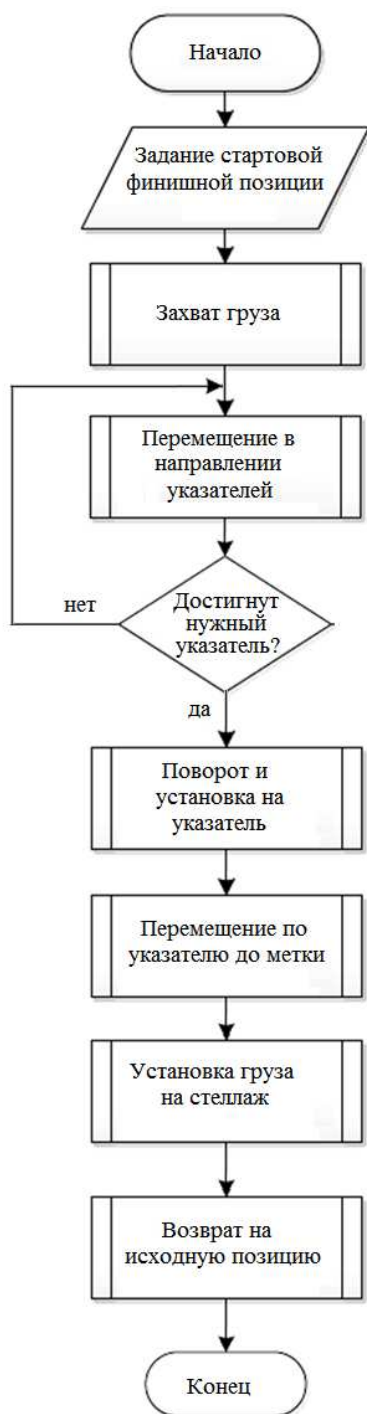 Начало
Задание стартовой
финишной позиции
Захват груза
Перемещение в
направлении
указателей
Достигнут
нужный
указатель?
нет
да
Поворот и
установка на
указатель
Перемещение по
указателю до метки
Установка груза
на стеллаж
Возврат на
исходную позицию
Конец